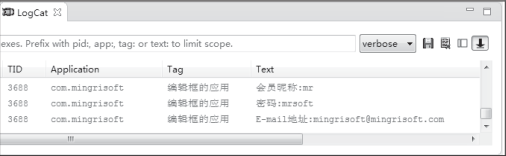 LogCat
exes. Prefix with pid:, app:, tag: or text: to limit scope.
verbose
TID Application Tag Text
3688 com.mingrisoft 编辑框的应用 会员昵称:mr
3688 com.mingrisoft 编辑框的应用 密码:mrsoft
3688 com.mingrisoft 编辑框的应用 E-mail地址:mingrisoft@mingrisoft.com